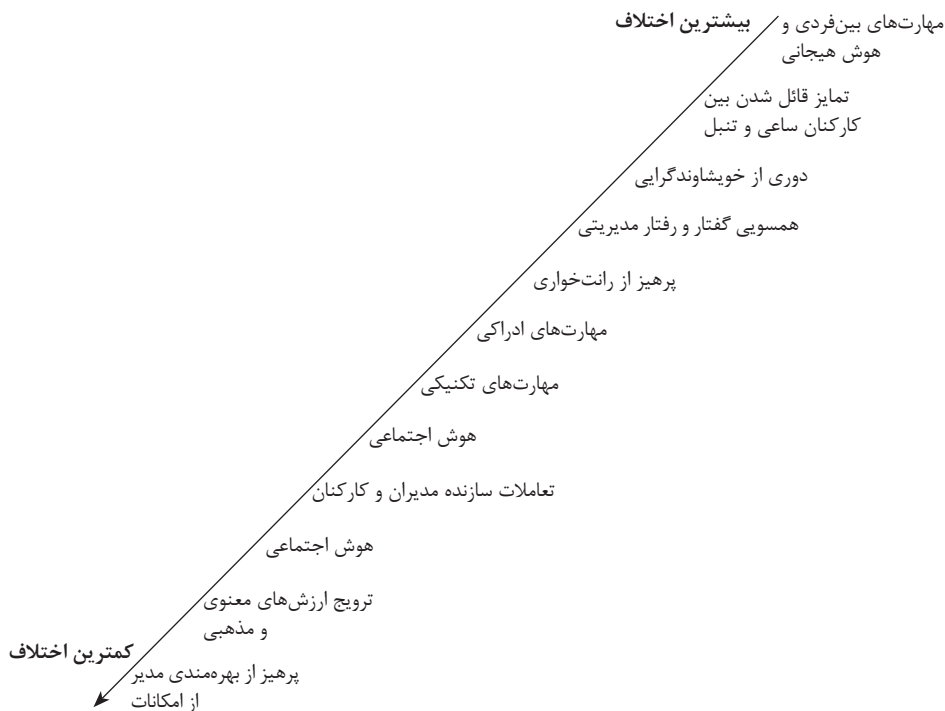 بیشترین اختلاف
مهارت‌های بین‌فردی و
هوش هیجانی
تمایز قائل شدن بین
کارکنان ساعی و تنبل
دوری از خویشاوندگرایی
همسویی گفتار و رفتار مدیریتی
پرهیز از رانت‌خواری
مهارت‌های ادراکی
مهارت‌های تکنیکی
هوش اجتماعی
تعاملات سازنده مدیران و کارکنان
هوش اجتماعی
ترویج ارزش‌های معنوی
و مذهبی
کمترین اختلاف
پرهیز از بهره‌مندی مدیر
از امکانات